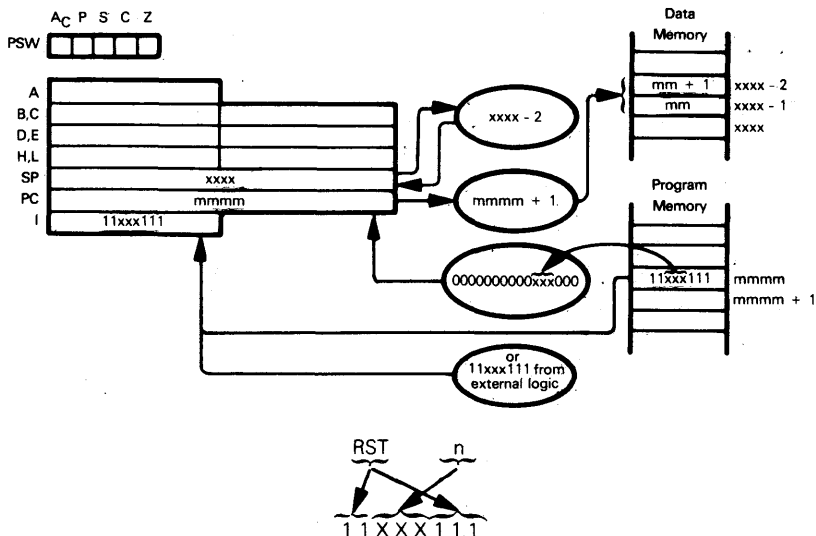 A_C P S C Z
PSW
A
B,C
D,E
H,L
SP xxxx
PC mmmm
I 11xxx111
xxxx - 2
mmmm + 1.
0000000000xxx000
or
11xxx111 from
external logic
Data
Memory
mm + 1 xxxx - 2
mm xxxx - 1
xxxx
Program
Memory
11xxx111 mmmm
mmmm + 1
RST n
1 1 X X X 1 1 1